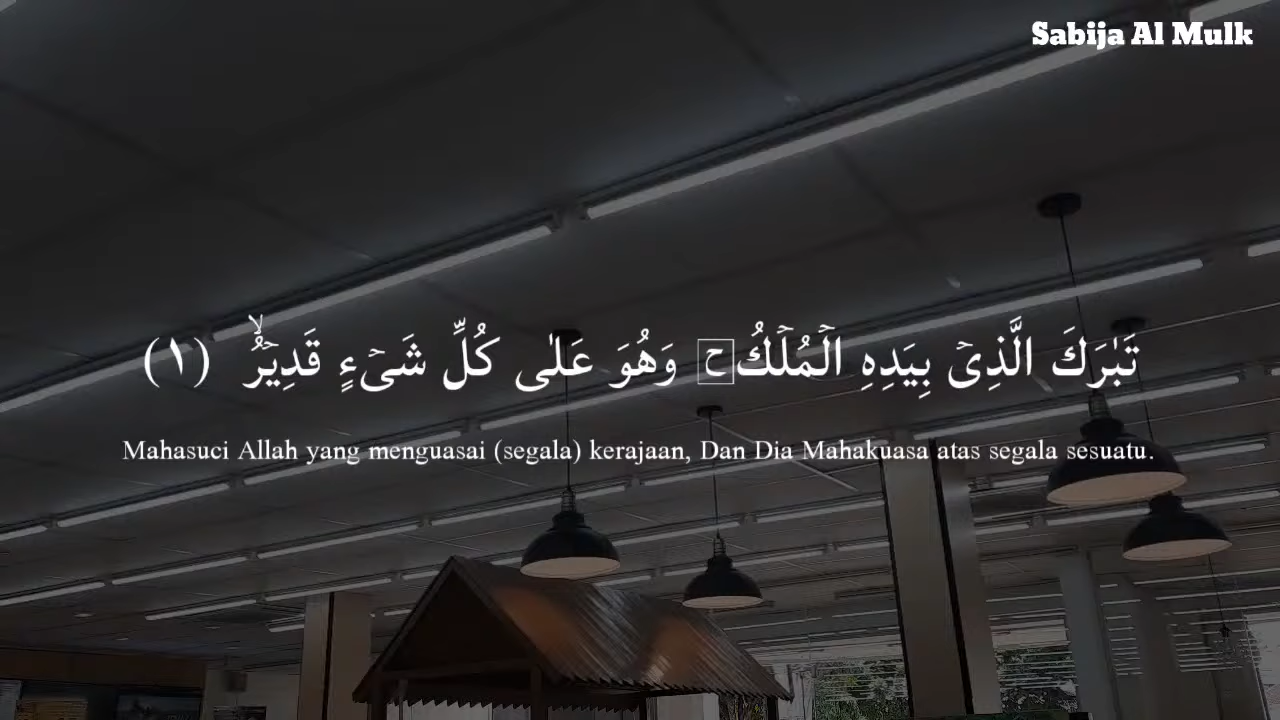 Sabija Al Mulk
تَبٰرَكَ الَّذِيْ بِيَدِهِ الْمُلْكُ ۖح وَهُوَ عَلٰى كُلِّ شَيْءٍ قَدِيْرٌۙ (١)
Mahasuci Allah yang menguasai (segala) kerajaan, Dan Dia Mahakuasa atas segala sesuatu.